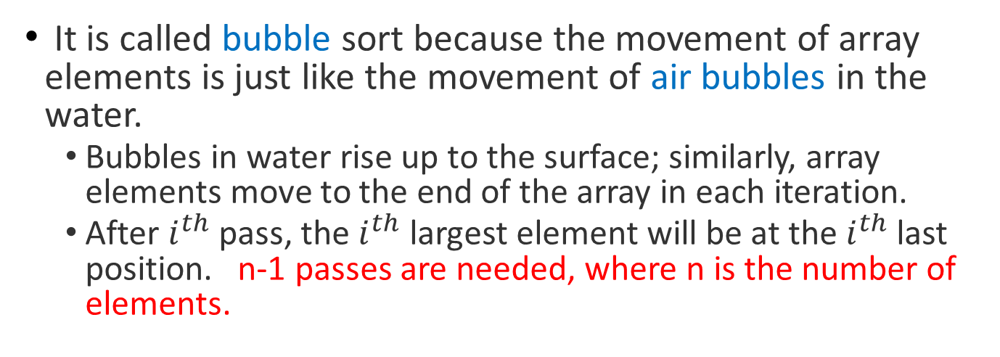 • It is called bubble sort because the movement of array
elements is just like the movement of air bubbles in the
water.
• Bubbles in water rise up to the surface; similarly, array
elements move to the end of the array in each iteration.
• After iᵗʰ pass, the iᵗʰ largest element will be at the iᵗʰ last
position. n-1 passes are needed, where n is the number of
elements.